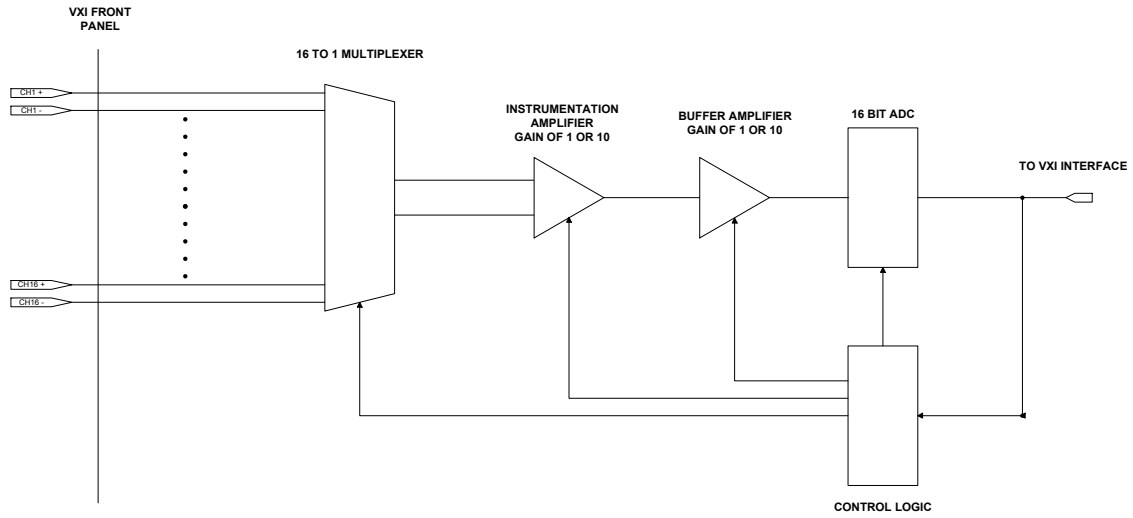 VXI FRONT
PANEL
16 TO 1 MULTIPLEXER
CH1 +
CH1 -
INSTRUMENTATION
AMPLIFIER
GAIN OF 1 OR 10
BUFFER AMPLIFIER
GAIN OF 1 OR 10
16 BIT ADC
TO VXI INTERFACE
CH16 +
CH16 -
CONTROL LOGIC